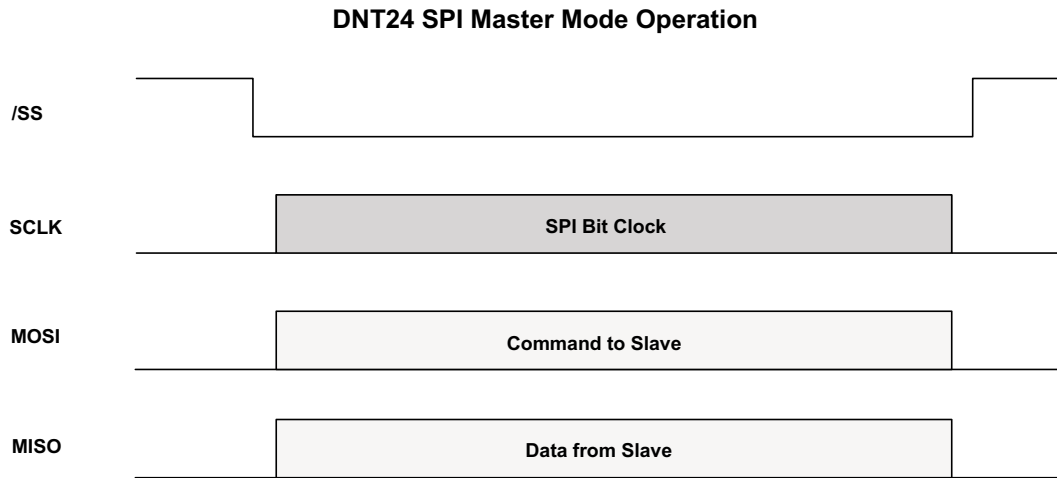 DNT24 SPI Master Mode Operation
/SS
SCLK
SPI Bit Clock
MOSI
Command to Slave
MISO
Data from Slave